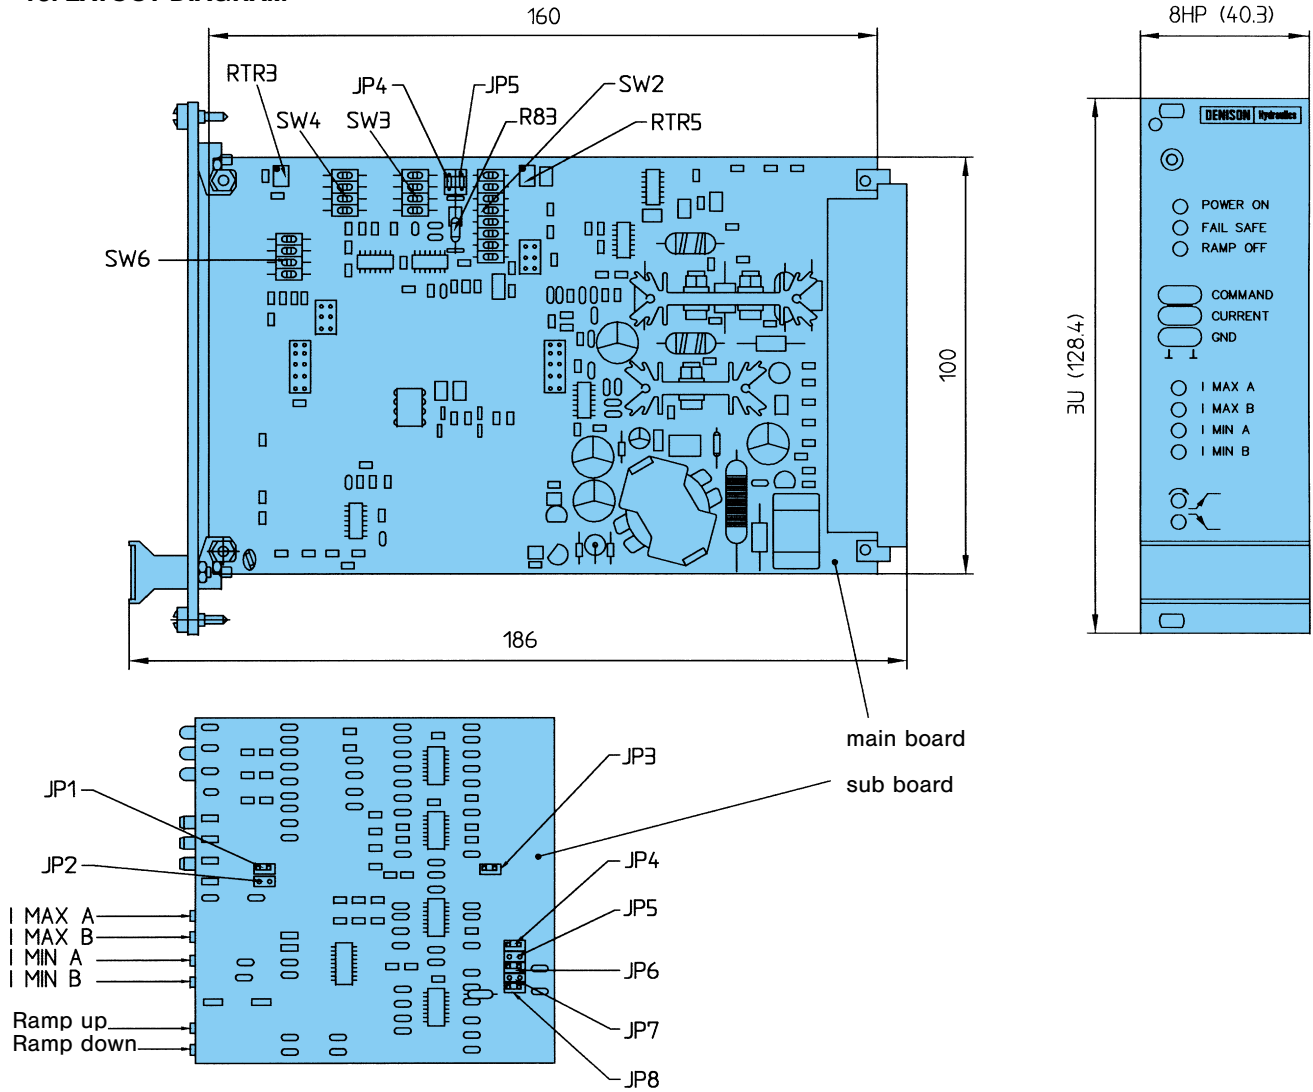 160
8HP (40.3)
RTR3
JP4
JP5
SW2
SW4
SW3
R83
RTR5
SW6
100
186
3U (128.4)
DENISON Hydraulics
POWER ON
FAIL SAFE
RAMP OFF
COMMAND
CURRENT
GND
I MAX A
I MAX B
I MIN A
I MIN B
main board
sub board
JP1
JP2
JP3
JP4
JP5
JP6
JP7
JP8
I MAX A
I MAX B
I MIN A
I MIN B
Ramp up
Ramp down